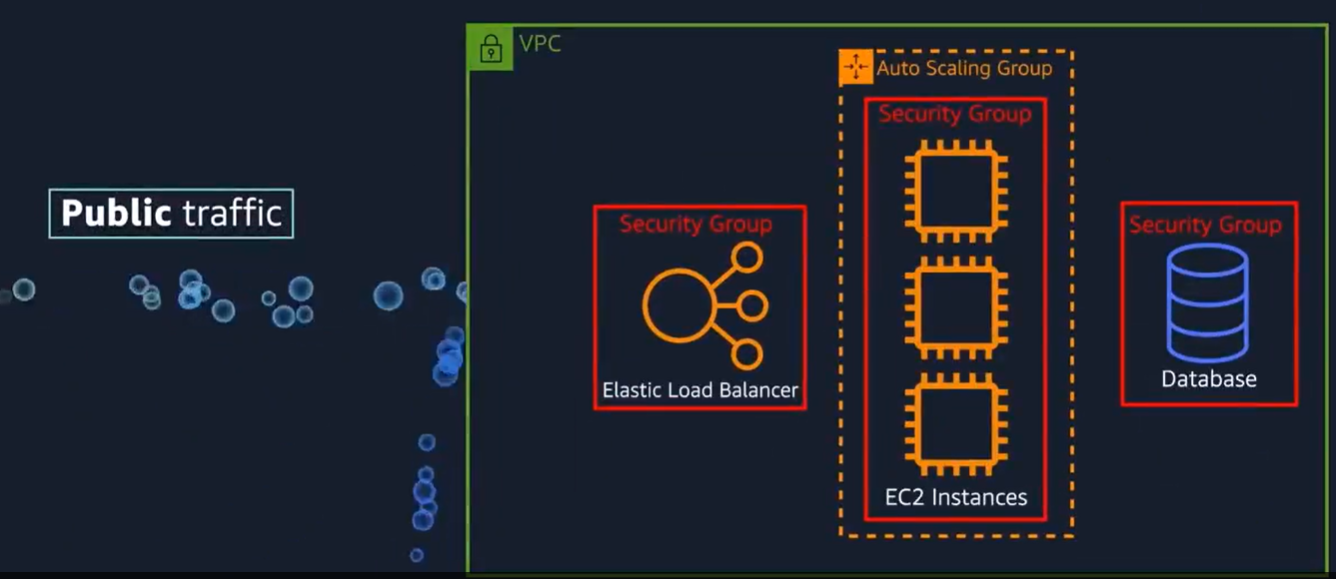 VPC
Auto Scaling Group
Security Group
Public traffic
Security Group
Security Group
Elastic Load Balancer
Database
EC2 Instances